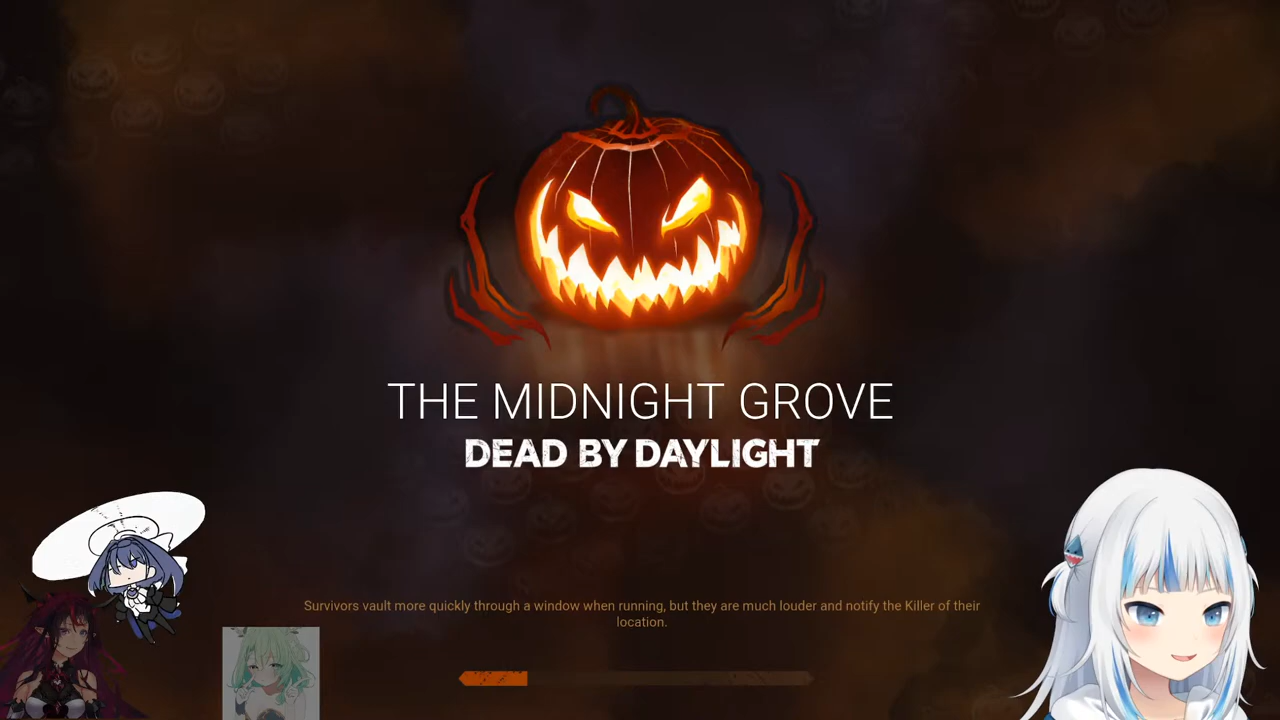 THE MIDNIGHT GROVE
DEAD BY DAYLIGHT
Survivors vault more quickly through a window when running, but they are much louder and notify the Killer of their
location.